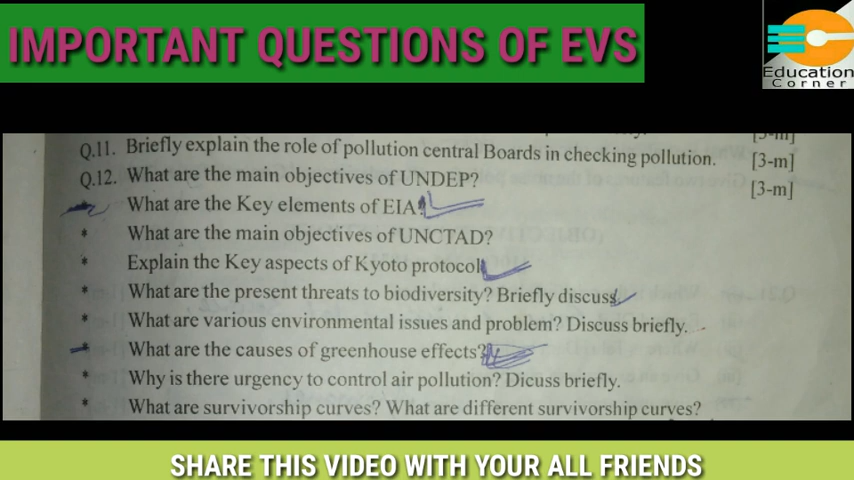 IMPORTANT QUESTIONS OF EVS
Education
Corner
[3-m]
Q.11. Briefly explain the role of pollution central Boards in checking pollution. [3-m]
Q.12. What are the main objectives of UNDEP? [3-m]
What are the Key elements of EIA?
* What are the main objectives of UNCTAD?
* Explain the Key aspects of Kyoto protocol
* What are the present threats to biodiversity? Briefly discuss
* What are various environmental issues and problem? Discuss briefly.
* What are the causes of greenhouse effects?
* Why is there urgency to control air pollution? Dicuss briefly.
* What are survivorship curves? What are different survivorship curves?
SHARE THIS VIDEO WITH YOUR ALL FRIENDS